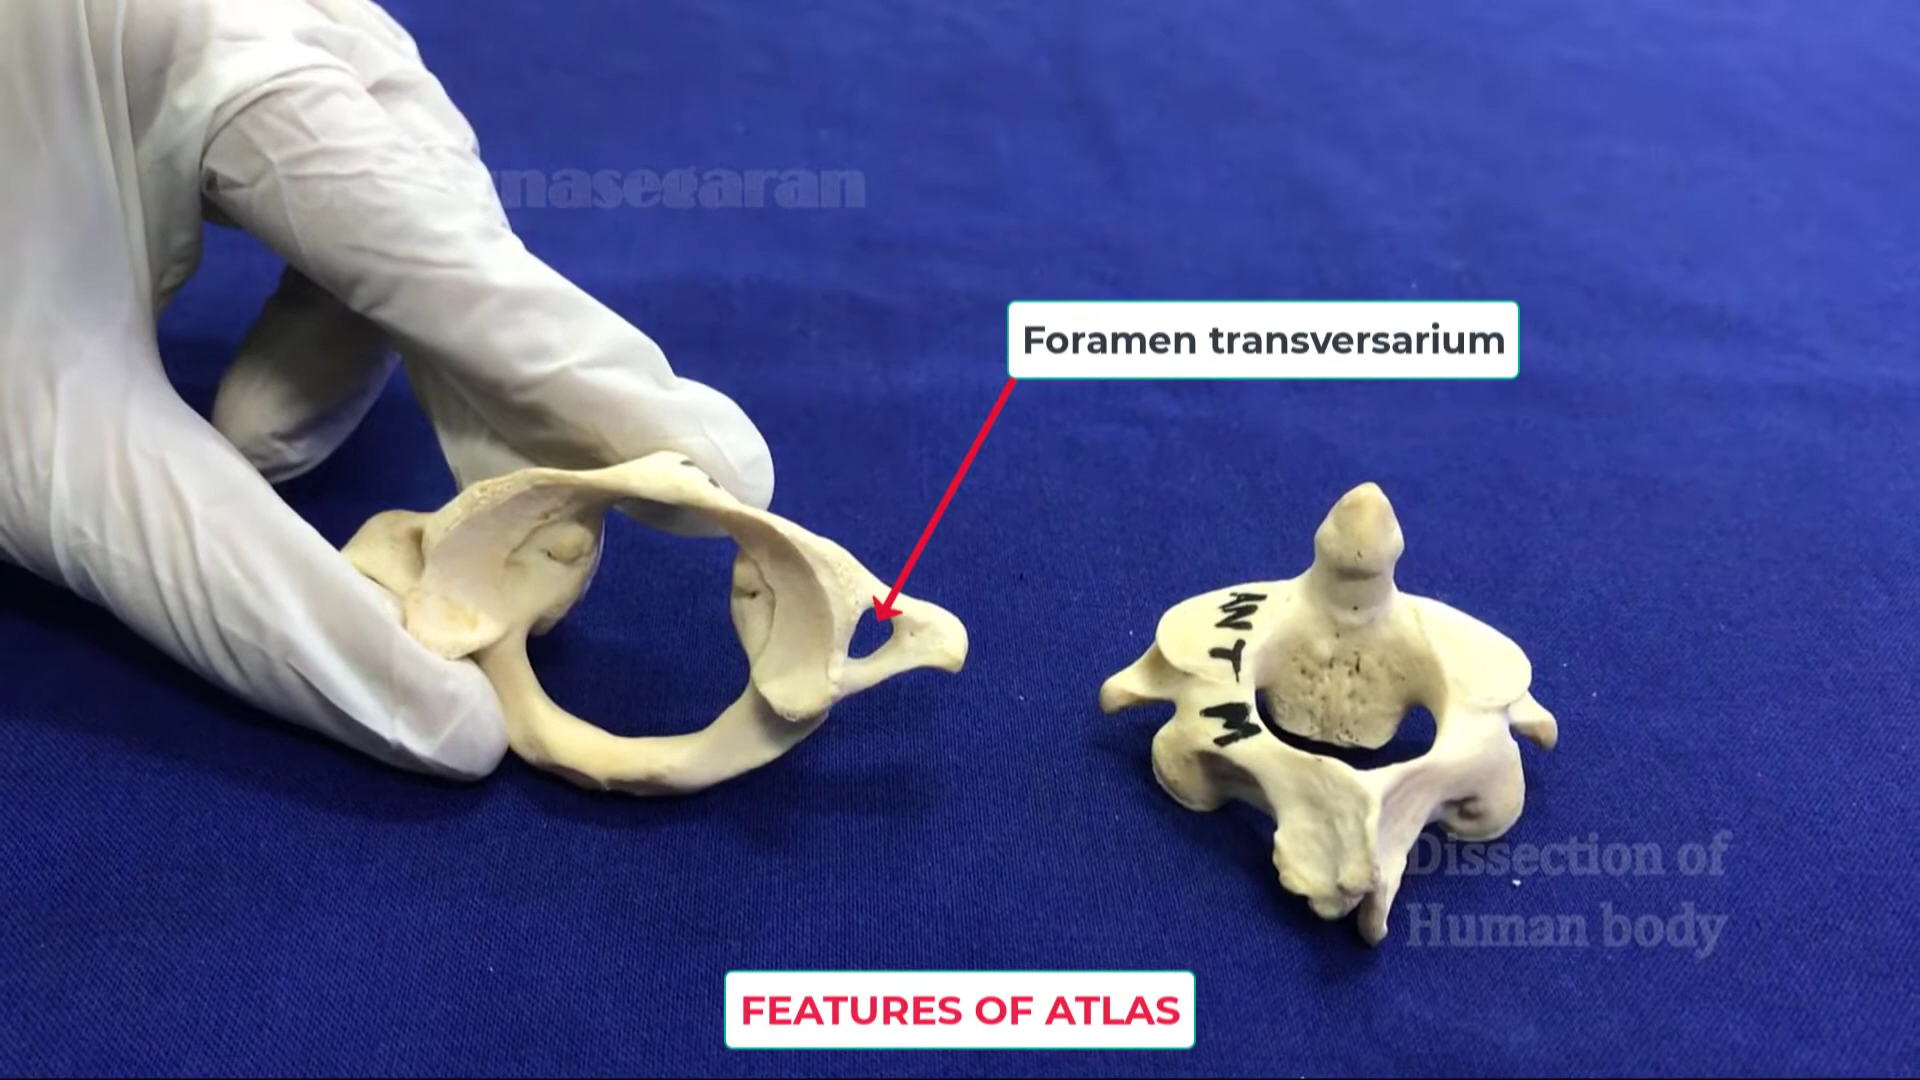 Foramen transversarium
ANT
M
Dissection of
Human body
FEATURES OF ATLAS